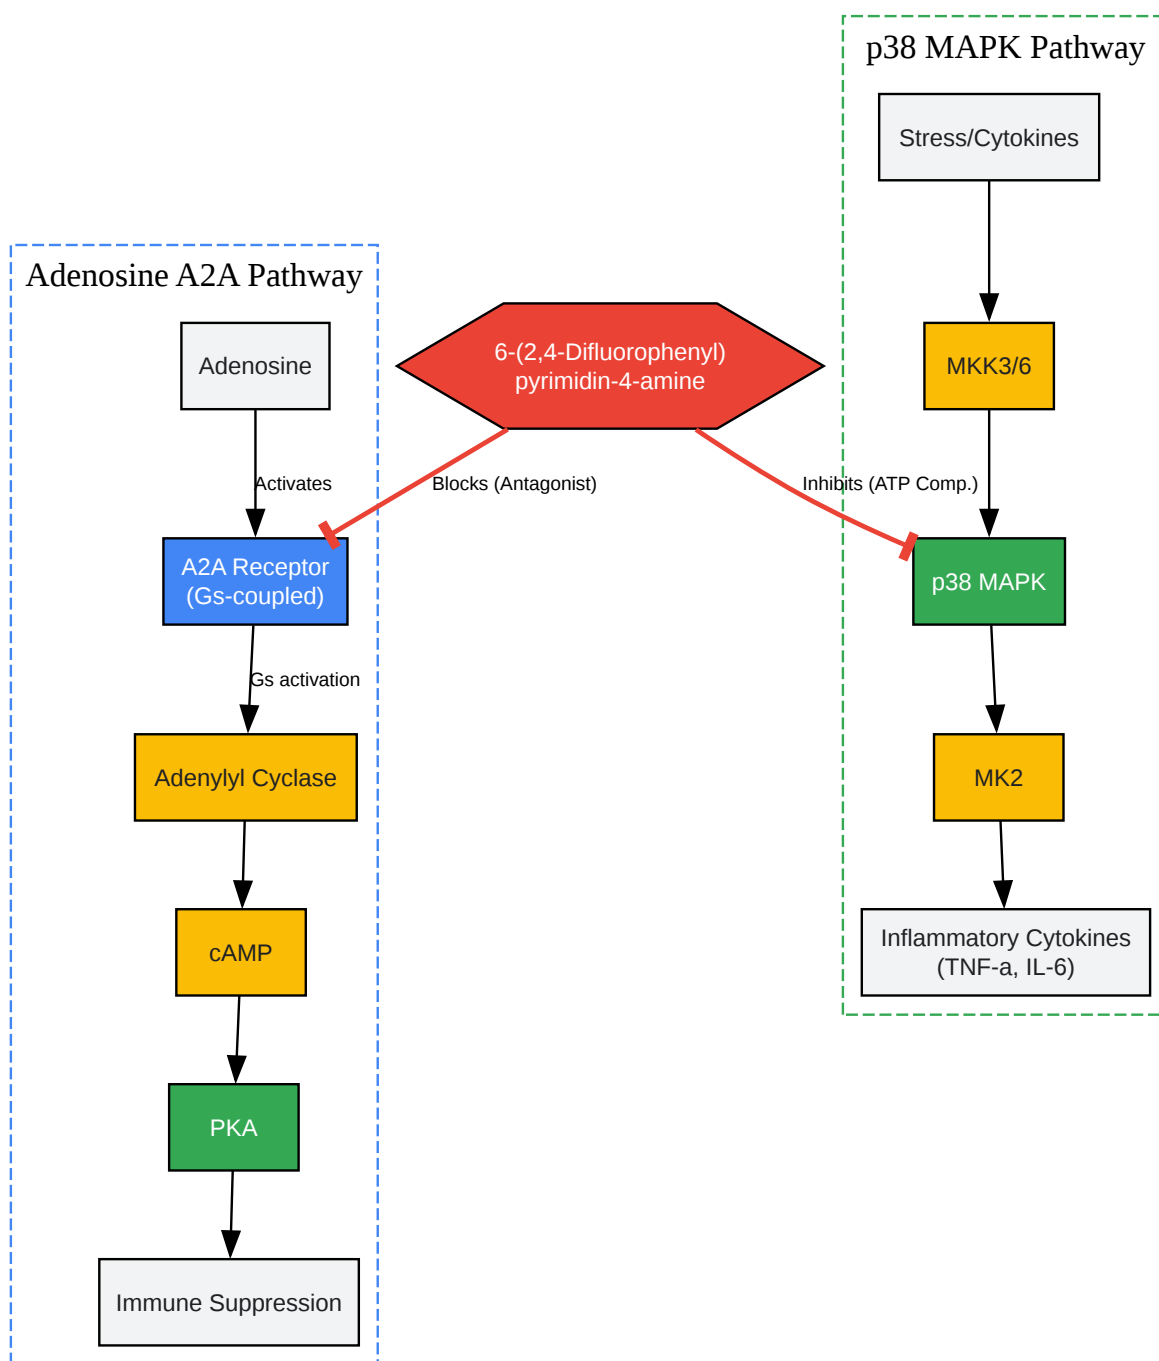 p38 MAPK Pathway
Stress/Cytokines
MKK3/6
Inhibits (ATP Comp.)
p38 MAPK
MK2
Inflammatory Cytokines
(TNF-a, IL-6)
6-(2,4-Difluorophenyl)
pyrimidin-4-amine
Blocks (Antagonist)
Adenosine A2A Pathway
Adenosine
Activates
A2A Receptor
(Gs-coupled)
Gs activation
Adenylyl Cyclase
cAMP
PKA
Immune Suppression